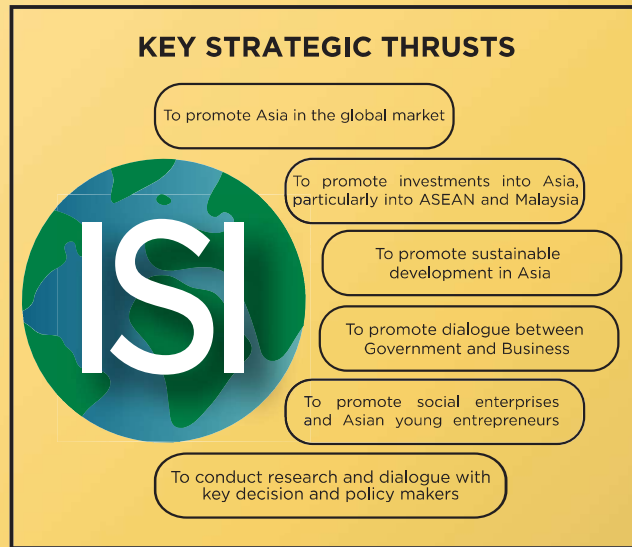 KEY STRATEGIC THRUSTS
To promote Asia in the global market
To promote investments into Asia,
particularly into ASEAN and Malaysia
To promote sustainable
development in Asia
To promote dialogue between
Government and Business
To promote social enterprises
and Asian young entrepreneurs
To conduct research and dialogue with
key decision and policy makers
ISI